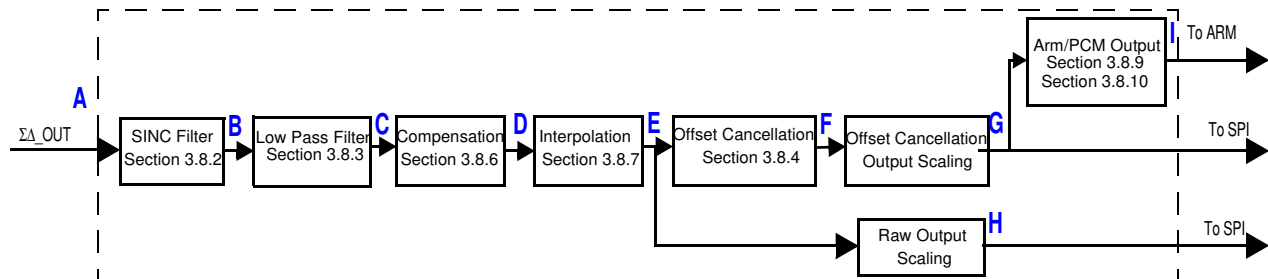 I
To ARM
Arm/PCM Output
Section 3.8.9
Section 3.8.10
A
ΣΔ_OUT
SINC Filter
Section 3.8.2
B
Low Pass Filter
Section 3.8.3
C
Compensation
Section 3.8.6
D
Interpolation
Section 3.8.7
E
Offset Cancellation
Section 3.8.4
F
Offset Cancellation
Output Scaling
G
To SPI
Raw Output
Scaling
H
To SPI